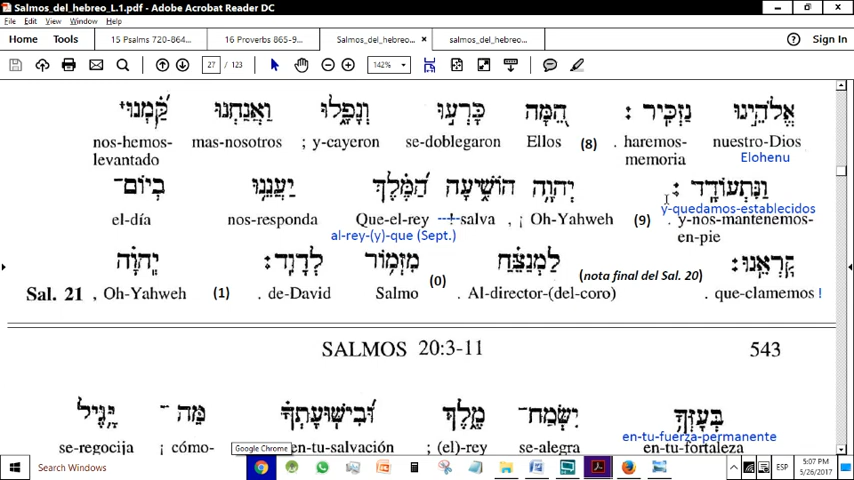 Salmos_del_hebreo_L.1.pdf - Adobe Acrobat Reader DC
File Edit View Window Help
Home Tools 15 Psalms 720-864... 16 Proverbs 865-9... Salmos_del_hebreo... × salmos_del_hebreo... Sign In
27 / 123 142%
אֱלֹהֵינוּ נַזְכִּיר׃ הֵמָּה כָּרְעוּ וְנָפָלוּ וַאֲנַחְנוּ קַּמְנוּ
nuestro-Dios . haremos- (8) Ellos se-doblegaron ; y-cayeron mas-nosotros nos-hemos-
Elohenu memoria levantado
וַנִּתְעוֹדָד׃ יְהוָה הוֹשִׁיעָה הַמֶּלֶךְ יַעֲנֵנוּ בְיוֹם־
y-quedamos-establecidos
. y-nos-mantenemos- (9) , ¡ Oh-Yahweh salva Que-el-rey nos-responda el-día
en-pie al-rey-(y)-que (Sept.)
קָרְאֵנוּ׃ לַמְנַצֵּחַ מִזְמוֹר לְדָוִד׃ יְהוָה
(nota final del Sal. 20)
. que-clamemos ! . Al-director-(del-coro) (0) Salmo . de-David (1) , Oh-Yahweh Sal. 21
SALMOS 20:3-11 543
בְּעָזְּךָ יִשְׂמַח־ מֶלֶךְ וּבִישׁוּעָתְךָ מַה־ יָּגֶיל
en-tu-fuerza-permanente
en-tu-fortaleza se-alegra ; (el)-rey en-tu-salvación ¡ cómo- se-regocija
Google Chrome
Search Windows ESP 5:07 PM
5/26/2017